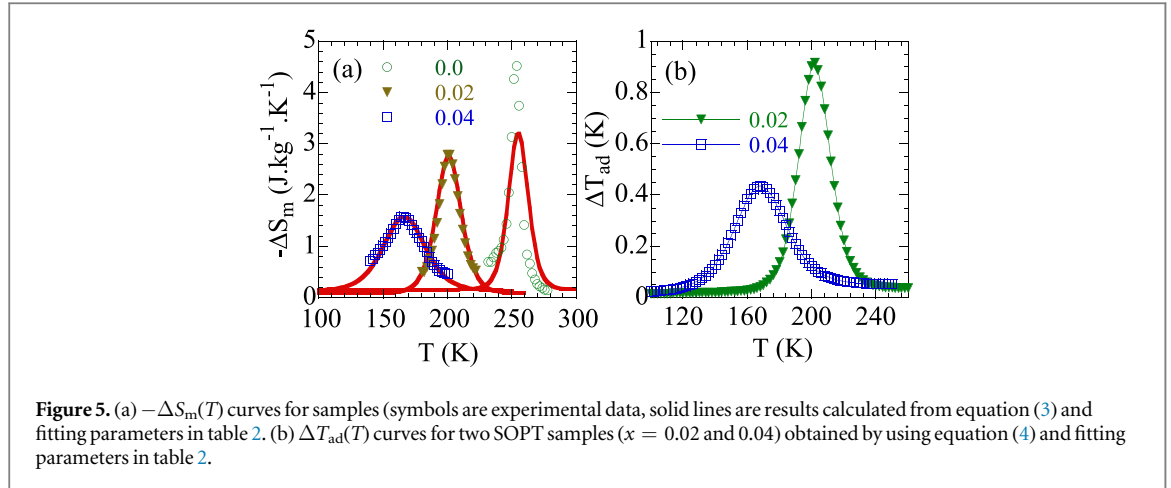 5
4
3
2
1
0
-ΔSₘ (J.kg⁻¹.K⁻¹)
(a)
0.0
0.02
0.04
100 150 200 250 300
T (K)
1
0.8
0.6
0.4
0.2
0
ΔT_ad (K)
(b)
0.02
0.04
120 160 200 240
T (K)
Figure 5. (a) −ΔSₘ(T) curves for samples (symbols are experimental data, solid lines are results calculated from equation (3) and
fitting parameters in table 2. (b) ΔT_ad(T) curves for two SOPT samples (x = 0.02 and 0.04) obtained by using equation (4) and fitting
parameters in table 2.